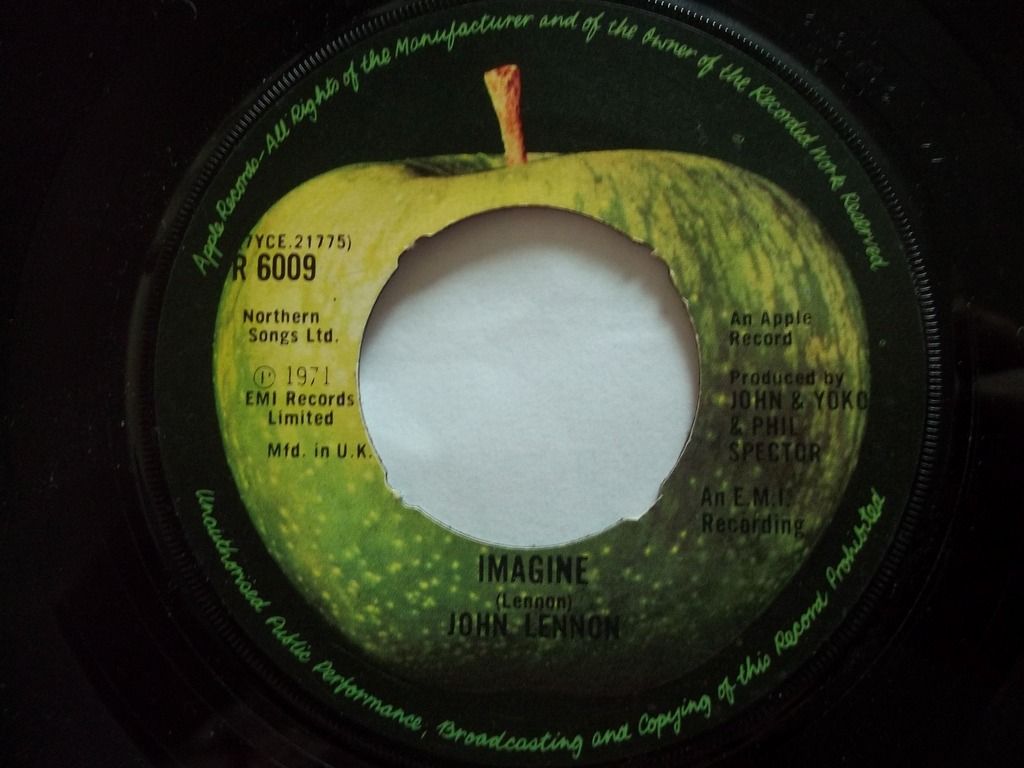 Apple Records-All Rights of the Manufacturer and of the Owner of the Recorded Work Reserved
7YCE.21775)
R 6009
Northern
Songs Ltd.
℗ 1971
EMI Records
Limited
Mfd. in U.K.
An Apple
Record
Produced by
JOHN & YOKO
& PHIL
SPECTOR
An E.M.I.
Recording
IMAGINE
(Lennon)
JOHN LENNON
Unauthorised Public Performance, Broadcasting and Copying of this Record Prohibited